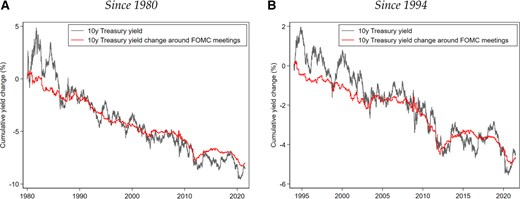 A
Since 1980
10y Treasury yield
10y Treasury yield change around FOMC meetings
Cumulative yield change (%)
5
0
-5
-10
1980
1990
2000
2010
2020
B
Since 1994
10y Treasury yield
10y Treasury yield change around FOMC meetings
Cumulative yield change (%)
2
0
-2
-4
-6
1995
2000
2005
2010
2015
2020